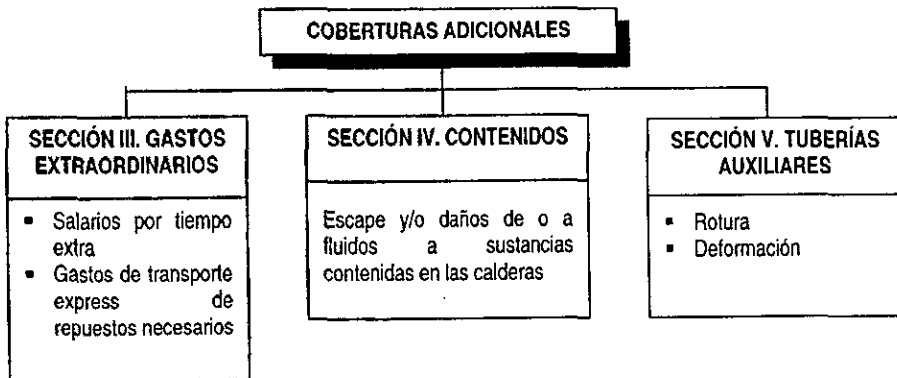 COBERTURAS ADICIONALES
SECCIÓN III. GASTOS
EXTRAORDINARIOS
▪ Salarios por tiempo
extra
▪ Gastos de transporte
express de
repuestos necesarios
SECCIÓN IV. CONTENIDOS
Escape y/o daños de o a
fluidos a sustancias
contenidas en las calderas
SECCIÓN V. TUBERÍAS
AUXILIARES
▪ Rotura
▪ Deformación